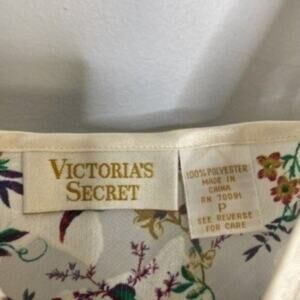 VICTORIA'S
SECRET
100% POLYESTER
MADE IN
CHINA
RN 70091
P
SEE REVERSE
FOR CARE